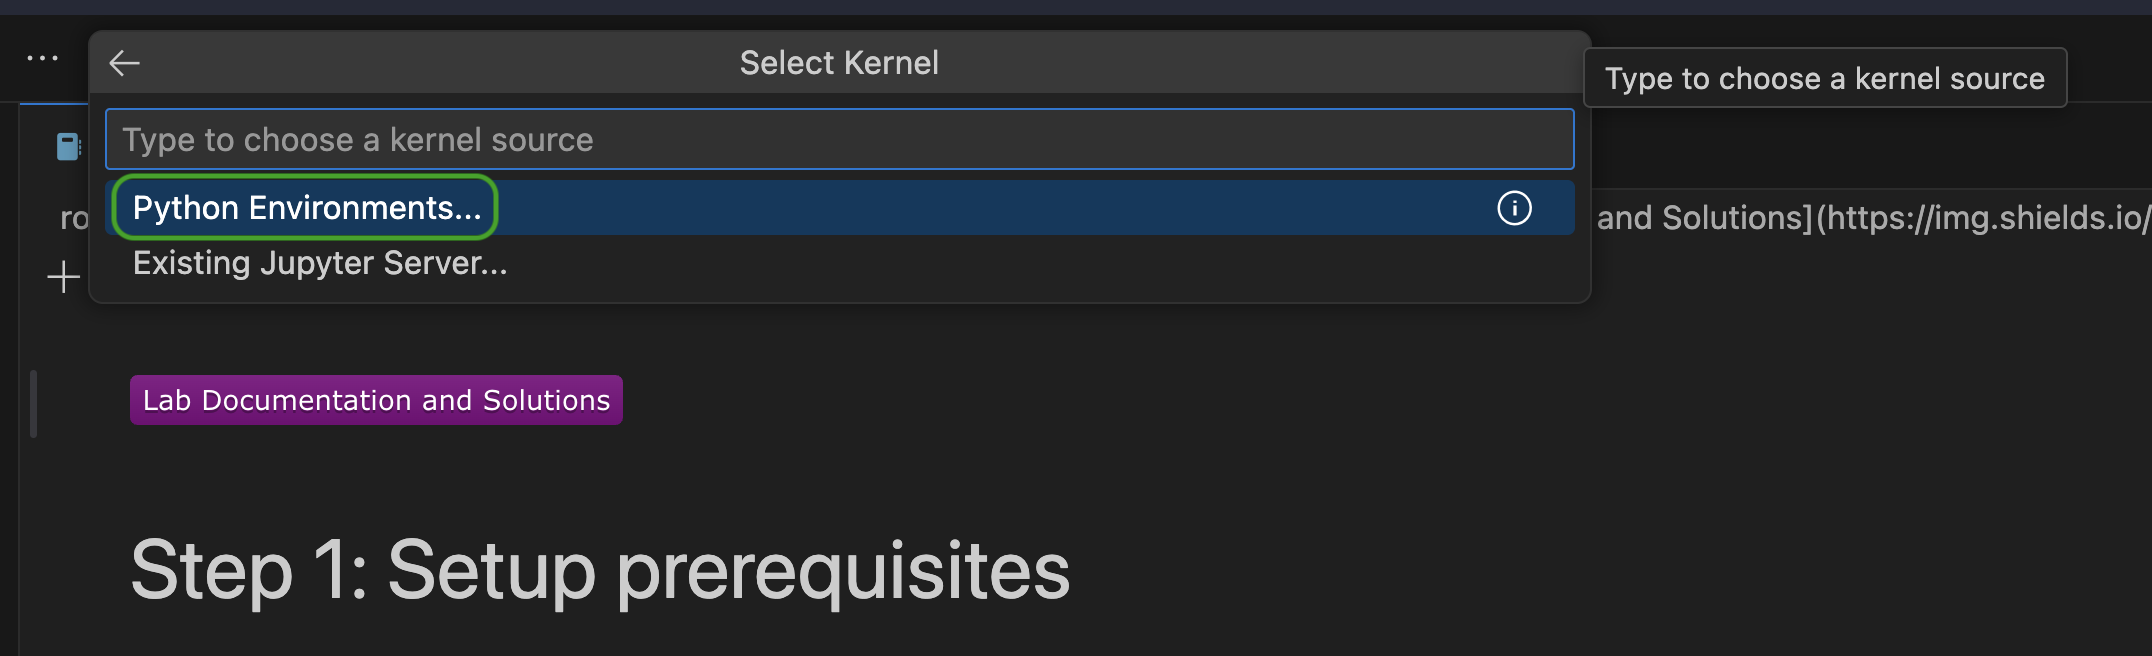 ...
Select Kernel
Type to choose a kernel source
Type to choose a kernel source
Python Environments...
ro
and Solutions](https://img.shields.io/
Existing Jupyter Server...
Lab Documentation and Solutions
Step 1: Setup prerequisites